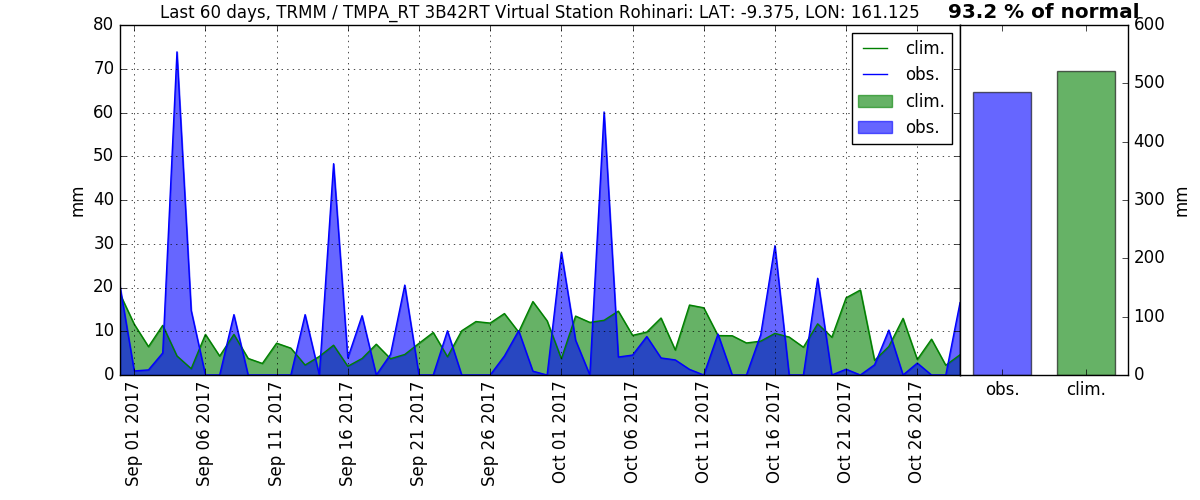 Last 60 days, TRMM / TMPA_RT 3B42RT Virtual Station Rohinari: LAT: -9.375, LON: 161.125
93.2 % of normal
80
70
60
50
40
30
20
10
0
mm
clim.
obs.
clim.
obs.
600
500
400
300
200
100
0
mm
Sep 01 2017
Sep 06 2017
Sep 11 2017
Sep 16 2017
Sep 21 2017
Sep 26 2017
Oct 01 2017
Oct 06 2017
Oct 11 2017
Oct 16 2017
Oct 21 2017
Oct 26 2017
obs.
clim.